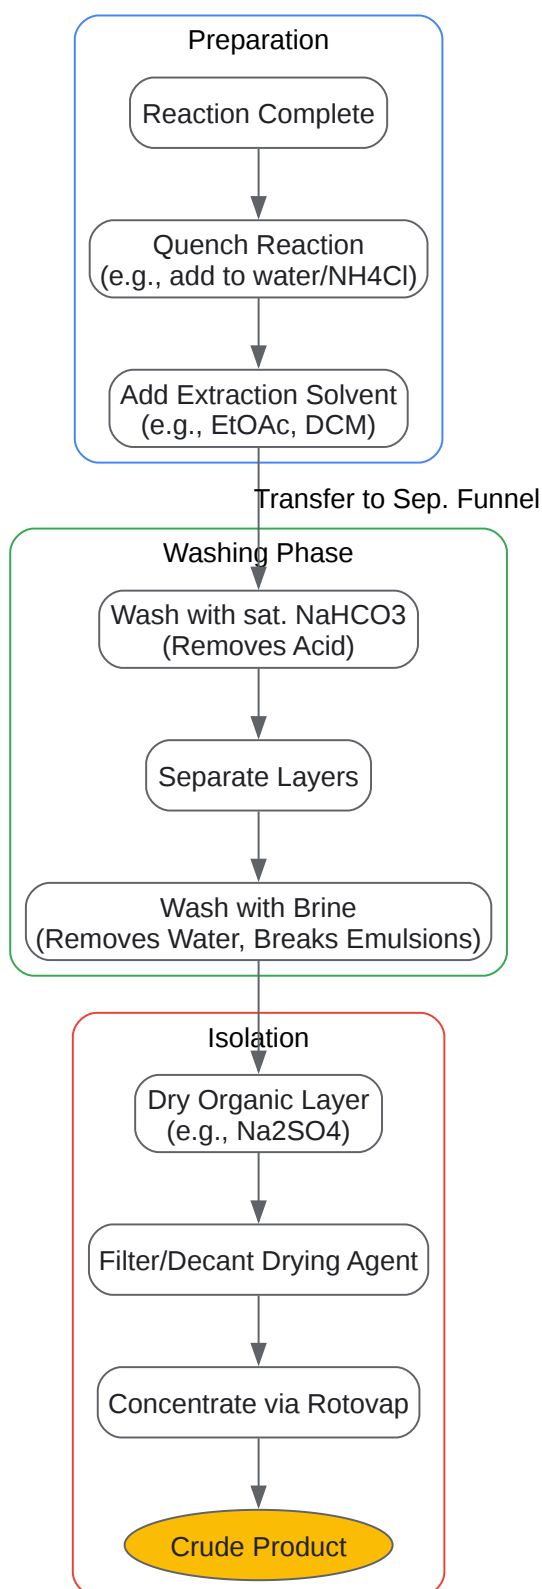 Preparation
Reaction Complete
Quench Reaction
(e.g., add to water/NH4Cl)
Add Extraction Solvent
(e.g., EtOAc, DCM)
Transfer to Sep. Funnel
Washing Phase
Wash with sat. NaHCO3
(Removes Acid)
Separate Layers
Wash with Brine
(Removes Water, Breaks Emulsions)
Isolation
Dry Organic Layer
(e.g., Na2SO4)
Filter/Decant Drying Agent
Concentrate via Rotovap
Crude Product